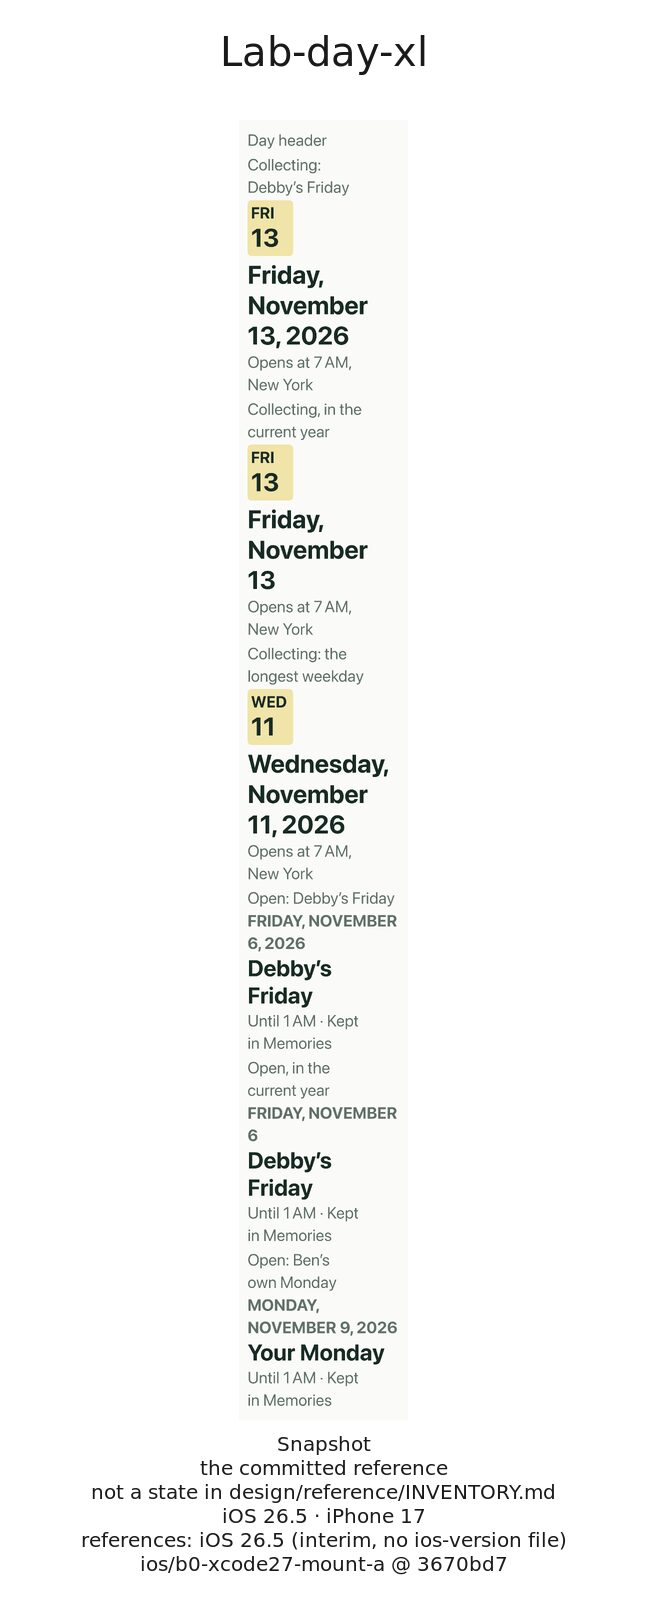 Lab-day-xl
Day header
Collecting:
Debby’s Friday
FRI
13
Friday,
November
13, 2026
Opens at 7 AM,
New York
Collecting, in the
current year
FRI
13
Friday,
November
13
Opens at 7 AM,
New York
Collecting: the
longest weekday
WED
11
Wednesday,
November
11, 2026
Opens at 7 AM,
New York
Open: Debby’s Friday
FRIDAY, NOVEMBER
6, 2026
Debby’s
Friday
Until 1 AM · Kept
in Memories
Open, in the
current year
FRIDAY, NOVEMBER
6
Debby’s
Friday
Until 1 AM · Kept
in Memories
Open: Ben’s
own Monday
MONDAY,
NOVEMBER 9, 2026
Your Monday
Until 1 AM · Kept
in Memories
Snapshot
the committed reference
not a state in design/reference/INVENTORY.md
iOS 26.5 · iPhone 17
references: iOS 26.5 (interim, no ios-version file)
ios/b0-xcode27-mount-a @ 3670bd7